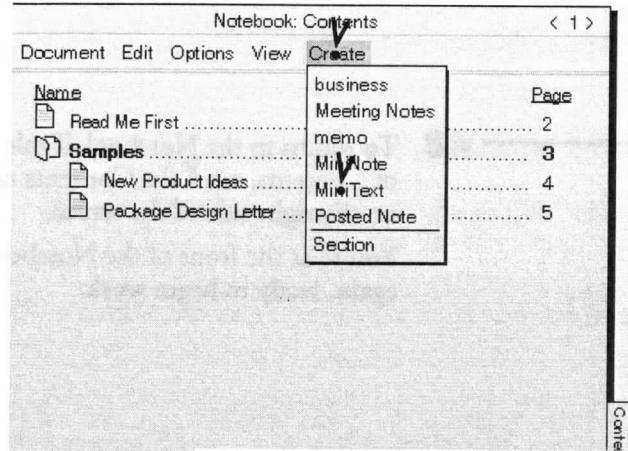 Notebook: Contents < 1 >
Document Edit Options View Create
Name Page
Read Me First 2
Samples 3
New Product Ideas 4
Package Design Letter 5
business
Meeting Notes
memo
MiniNote
MiniText
Posted Note
Section